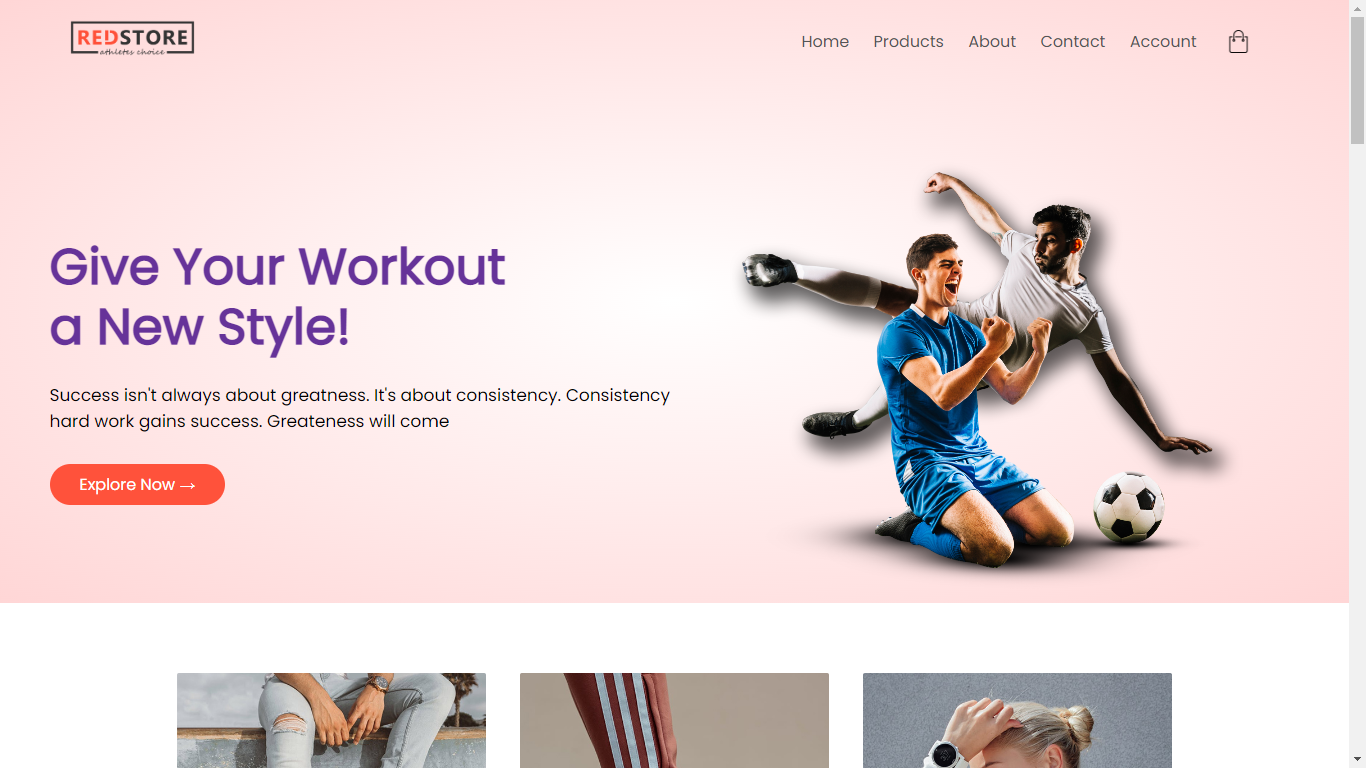 REDSTORE
athletes choice
Home Products About Contact Account
Give Your Workout
a New Style!
Success isn't always about greatness. It's about consistency. Consistency
hard work gains success. Greateness will come
Explore Now →